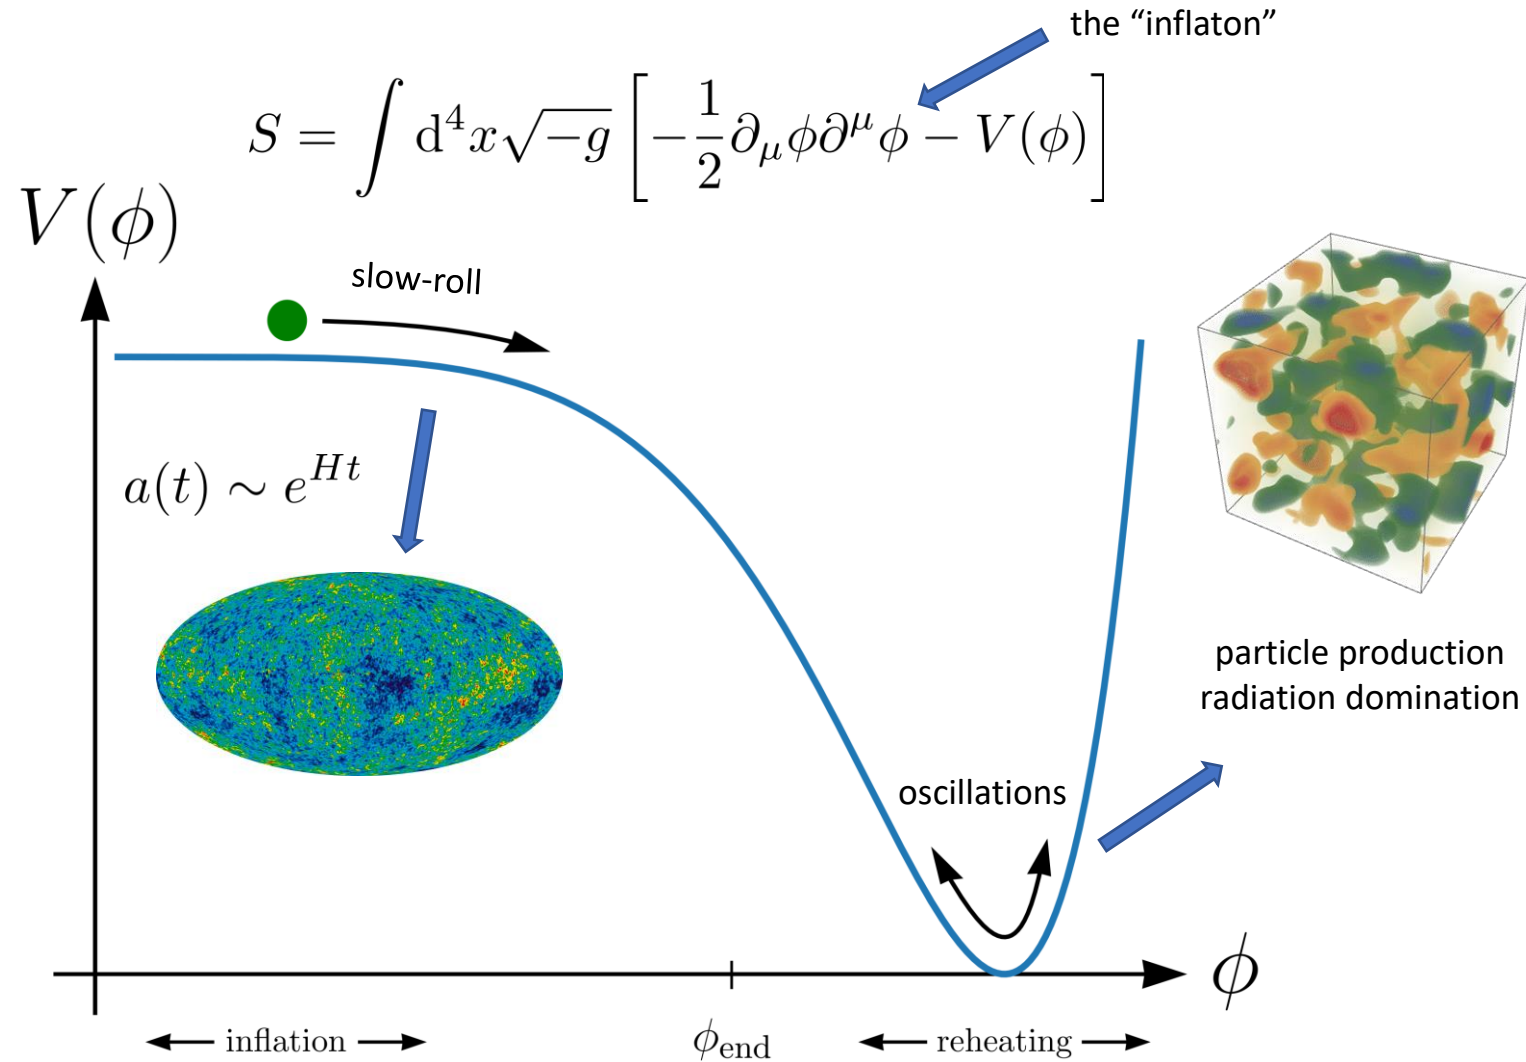 the “inflaton”
S = ∫ d⁴x√−g [−1/2 ∂_μϕ∂^μϕ − V(ϕ)]
V(ϕ)
slow-roll
a(t) ∼ e^{Ht}
particle production
radiation domination
oscillations
ϕ
inflation
ϕ_end
reheating